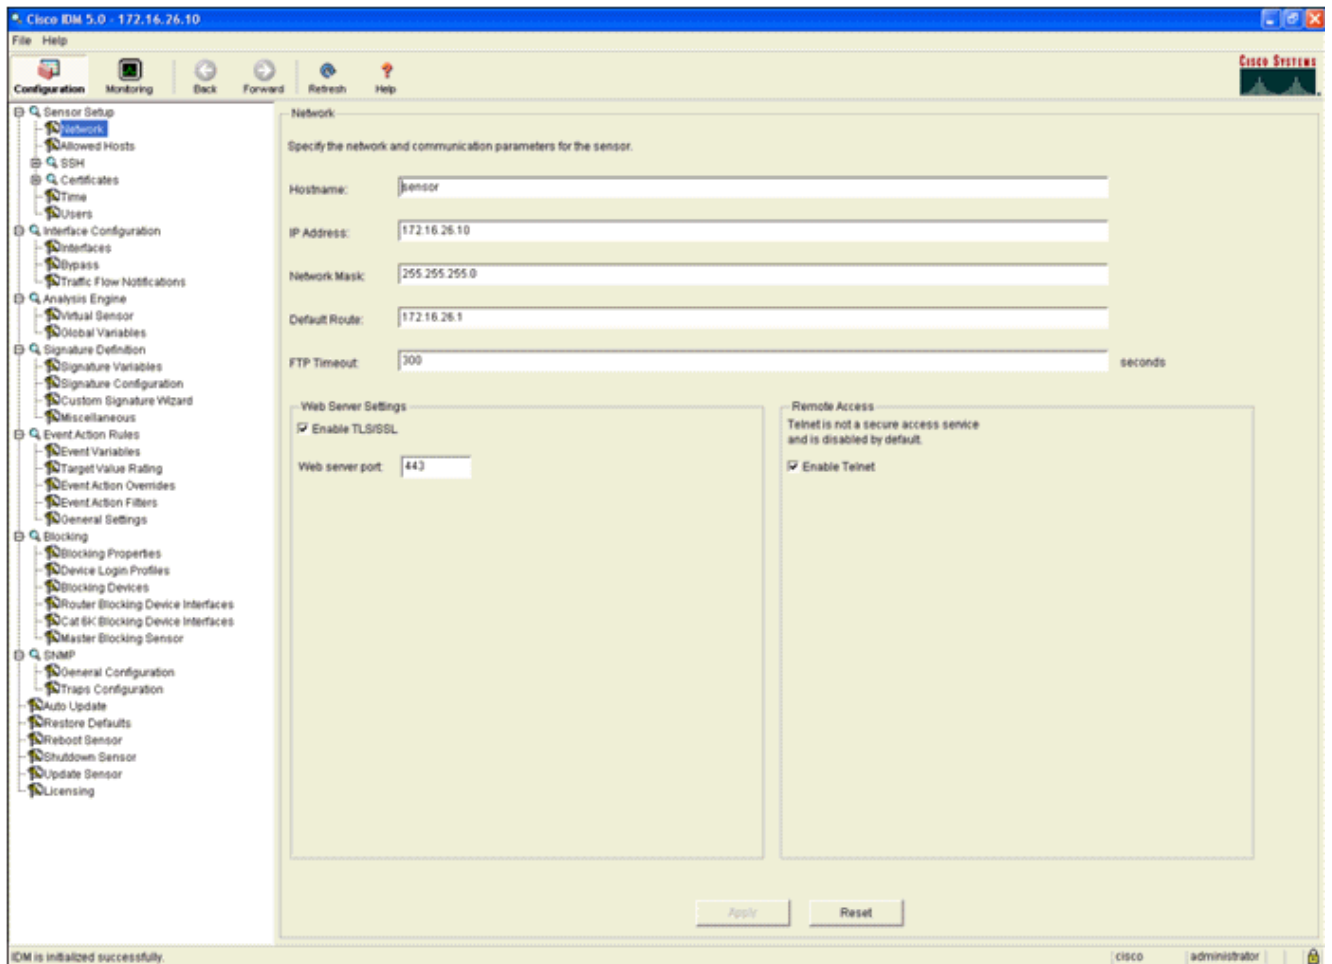 Cisco IDM 5.0 - 172.16.26.10
File Help
Configuration Monitoring Back Forward Refresh Help
CISCO SYSTEMS
Sensor Setup
Network
Allowed Hosts
SSH
Certificates
Time
Users
Interface Configuration
Interfaces
Bypass
Traffic Flow Notifications
Analysis Engine
Virtual Sensor
Global Variables
Signature Definition
Signature Variables
Signature Configuration
Custom Signature Wizard
Miscellaneous
Event Action Rules
Event Variables
Target Value Rating
Event Action Overrides
Event Action Filters
General Settings
Blocking
Blocking Properties
Device Login Profiles
Blocking Devices
Router Blocking Device Interfaces
Cat 6K Blocking Device Interfaces
Master Blocking Sensor
SNMP
General Configuration
Traps Configuration
Auto Update
Restore Defaults
Reboot Sensor
Shutdown Sensor
Update Sensor
Licensing
Network
Specify the network and communication parameters for the sensor.
Hostname: sensor
IP Address: 172.16.26.10
Network Mask: 255.255.255.0
Default Route: 172.16.26.1
FTP Timeout: 300 seconds
Web Server Settings
Enable TLS/SSL
Web server port: 443
Remote Access
Telnet is not a secure access service
and is disabled by default.
Enable Telnet
Apply Reset
IDM is initialized successfully. cisco administrator